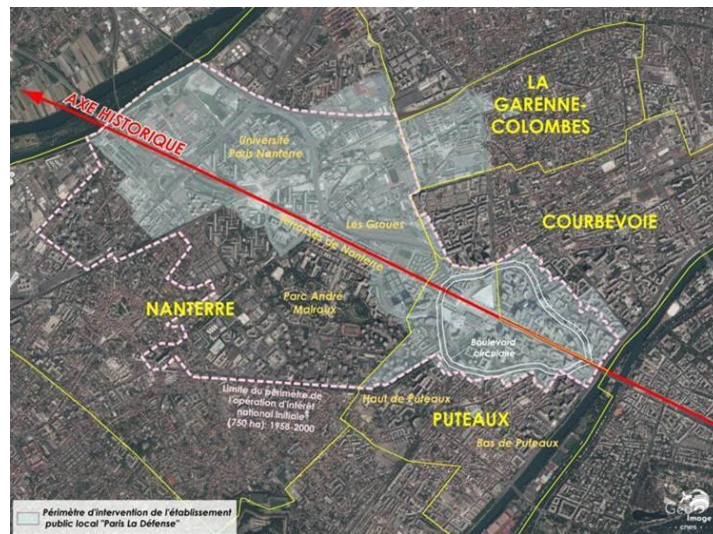 LA
GARENNE-
COLOMBES
AXE HISTORIQUE
Université
Paris Nanterre
COURBEVOIE
Les Groues
Terrasses de Nanterre
NANTERRE
Parc André
Malraux
Boulevard
circulaire
Limite du périmètre de
l'opération d'intérêt
national initiale
(750 ha): 1958-2000
Haut de Puteaux
PUTEAUX
Bas de Puteaux
Périmètre d'intervention de l'établissement
public local "Paris La Défense"
Geo
Image
cnes